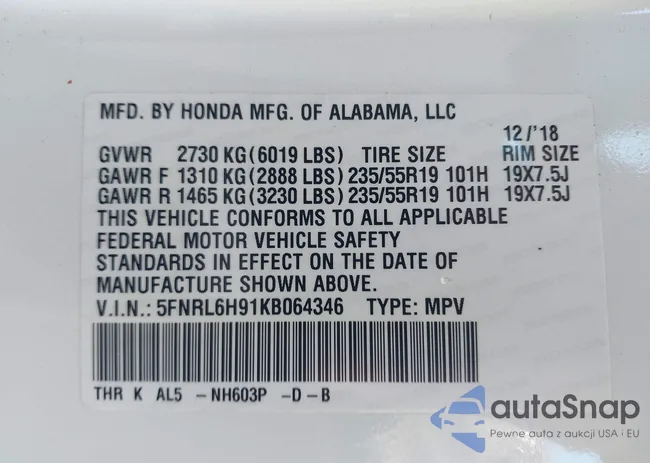 MFD. BY HONDA MFG. OF ALABAMA, LLC
12/'18
GVWR 2730 KG(6019 LBS) TIRE SIZE RIM SIZE
GAWR F 1310 KG(2888 LBS) 235/55R19 101H 19X7.5J
GAWR R 1465 KG(3230 LBS) 235/55R19 101H 19X7.5J
THIS VEHICLE CONFORMS TO ALL APPLICABLE
FEDERAL MOTOR VEHICLE SAFETY
STANDARDS IN EFFECT ON THE DATE OF
MANUFACTURE SHOWN ABOVE.
V.I.N.: 5FNRL6H91KB064346 TYPE: MPV
THR K AL5 -NH603P -D-B
autaSnap
Pewne auta z aukcji USA i EU